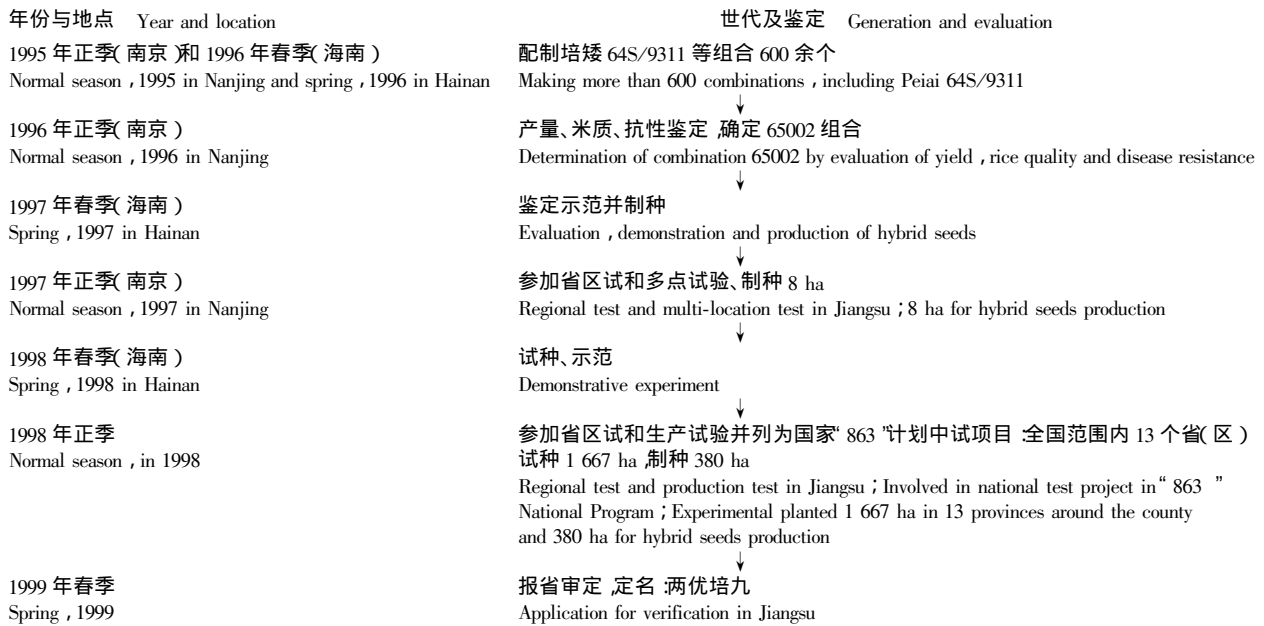 年份与地点 Year and location
世代及鉴定 Generation and evaluation
1995 年正季( 南京 )和 1996 年春季( 海南 )
Normal season , 1995 in Nanjing and spring , 1996 in Hainan
配制培矮 64S/9311 等组合 600 余个
Making more than 600 combinations , including Peiai 64S/9311
↓
1996 年正季( 南京 )
Normal season , 1996 in Nanjing
产量、米质、抗性鉴定 ,确定 65002 组合
Determination of combination 65002 by evaluation of yield , rice quality and disease resistance
↓
1997 年春季( 海南 )
Spring , 1997 in Hainan
鉴定示范并制种
Evaluation , demonstration and production of hybrid seeds
↓
1997 年正季( 南京 )
Normal season , 1997 in Nanjing
参加省区试和多点试验、制种 8 ha
Regional test and multi-location test in Jiangsu ; 8 ha for hybrid seeds production
↓
1998 年春季( 海南 )
Spring , 1998 in Hainan
试种、示范
Demonstrative experiment
↓
1998 年正季
Normal season , in 1998
参加省区试和生产试验并列为国家“ 863 ”计划中试项目 :全国范围内 13 个省( 区 )
试种 1 667 ha ,制种 380 ha
Regional test and production test in Jiangsu ; Involved in national test project in “ 863 ”
National Program ; Experimental planted 1 667 ha in 13 provinces around the county
and 380 ha for hybrid seeds production
↓
1999 年春季
Spring , 1999
报省审定 ,定名 :两优培九
Application for verification in Jiangsu